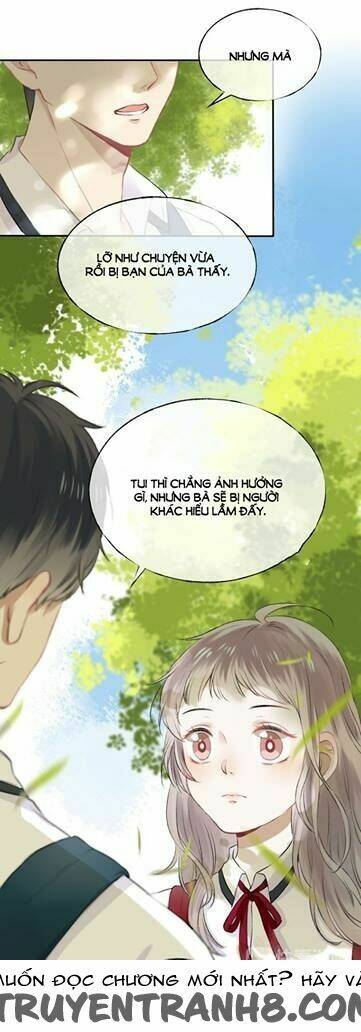 NHƯNG MÀ
LỠ NHƯ CHUYỆN VỪA
RỒI BỊ BẠN CỦA BÀ THẤY.
TUI THÌ CHẲNG ẢNH HƯỞNG
GÌ, NHƯNG BÀ SẼ BỊ NGƯỜI
KHÁC HIỂU LẦM ĐẤY.
MUỐN ĐỌC CHƯƠNG MỚI NHẤT? HÃY VÀ
TRUYENTRANH8.COM